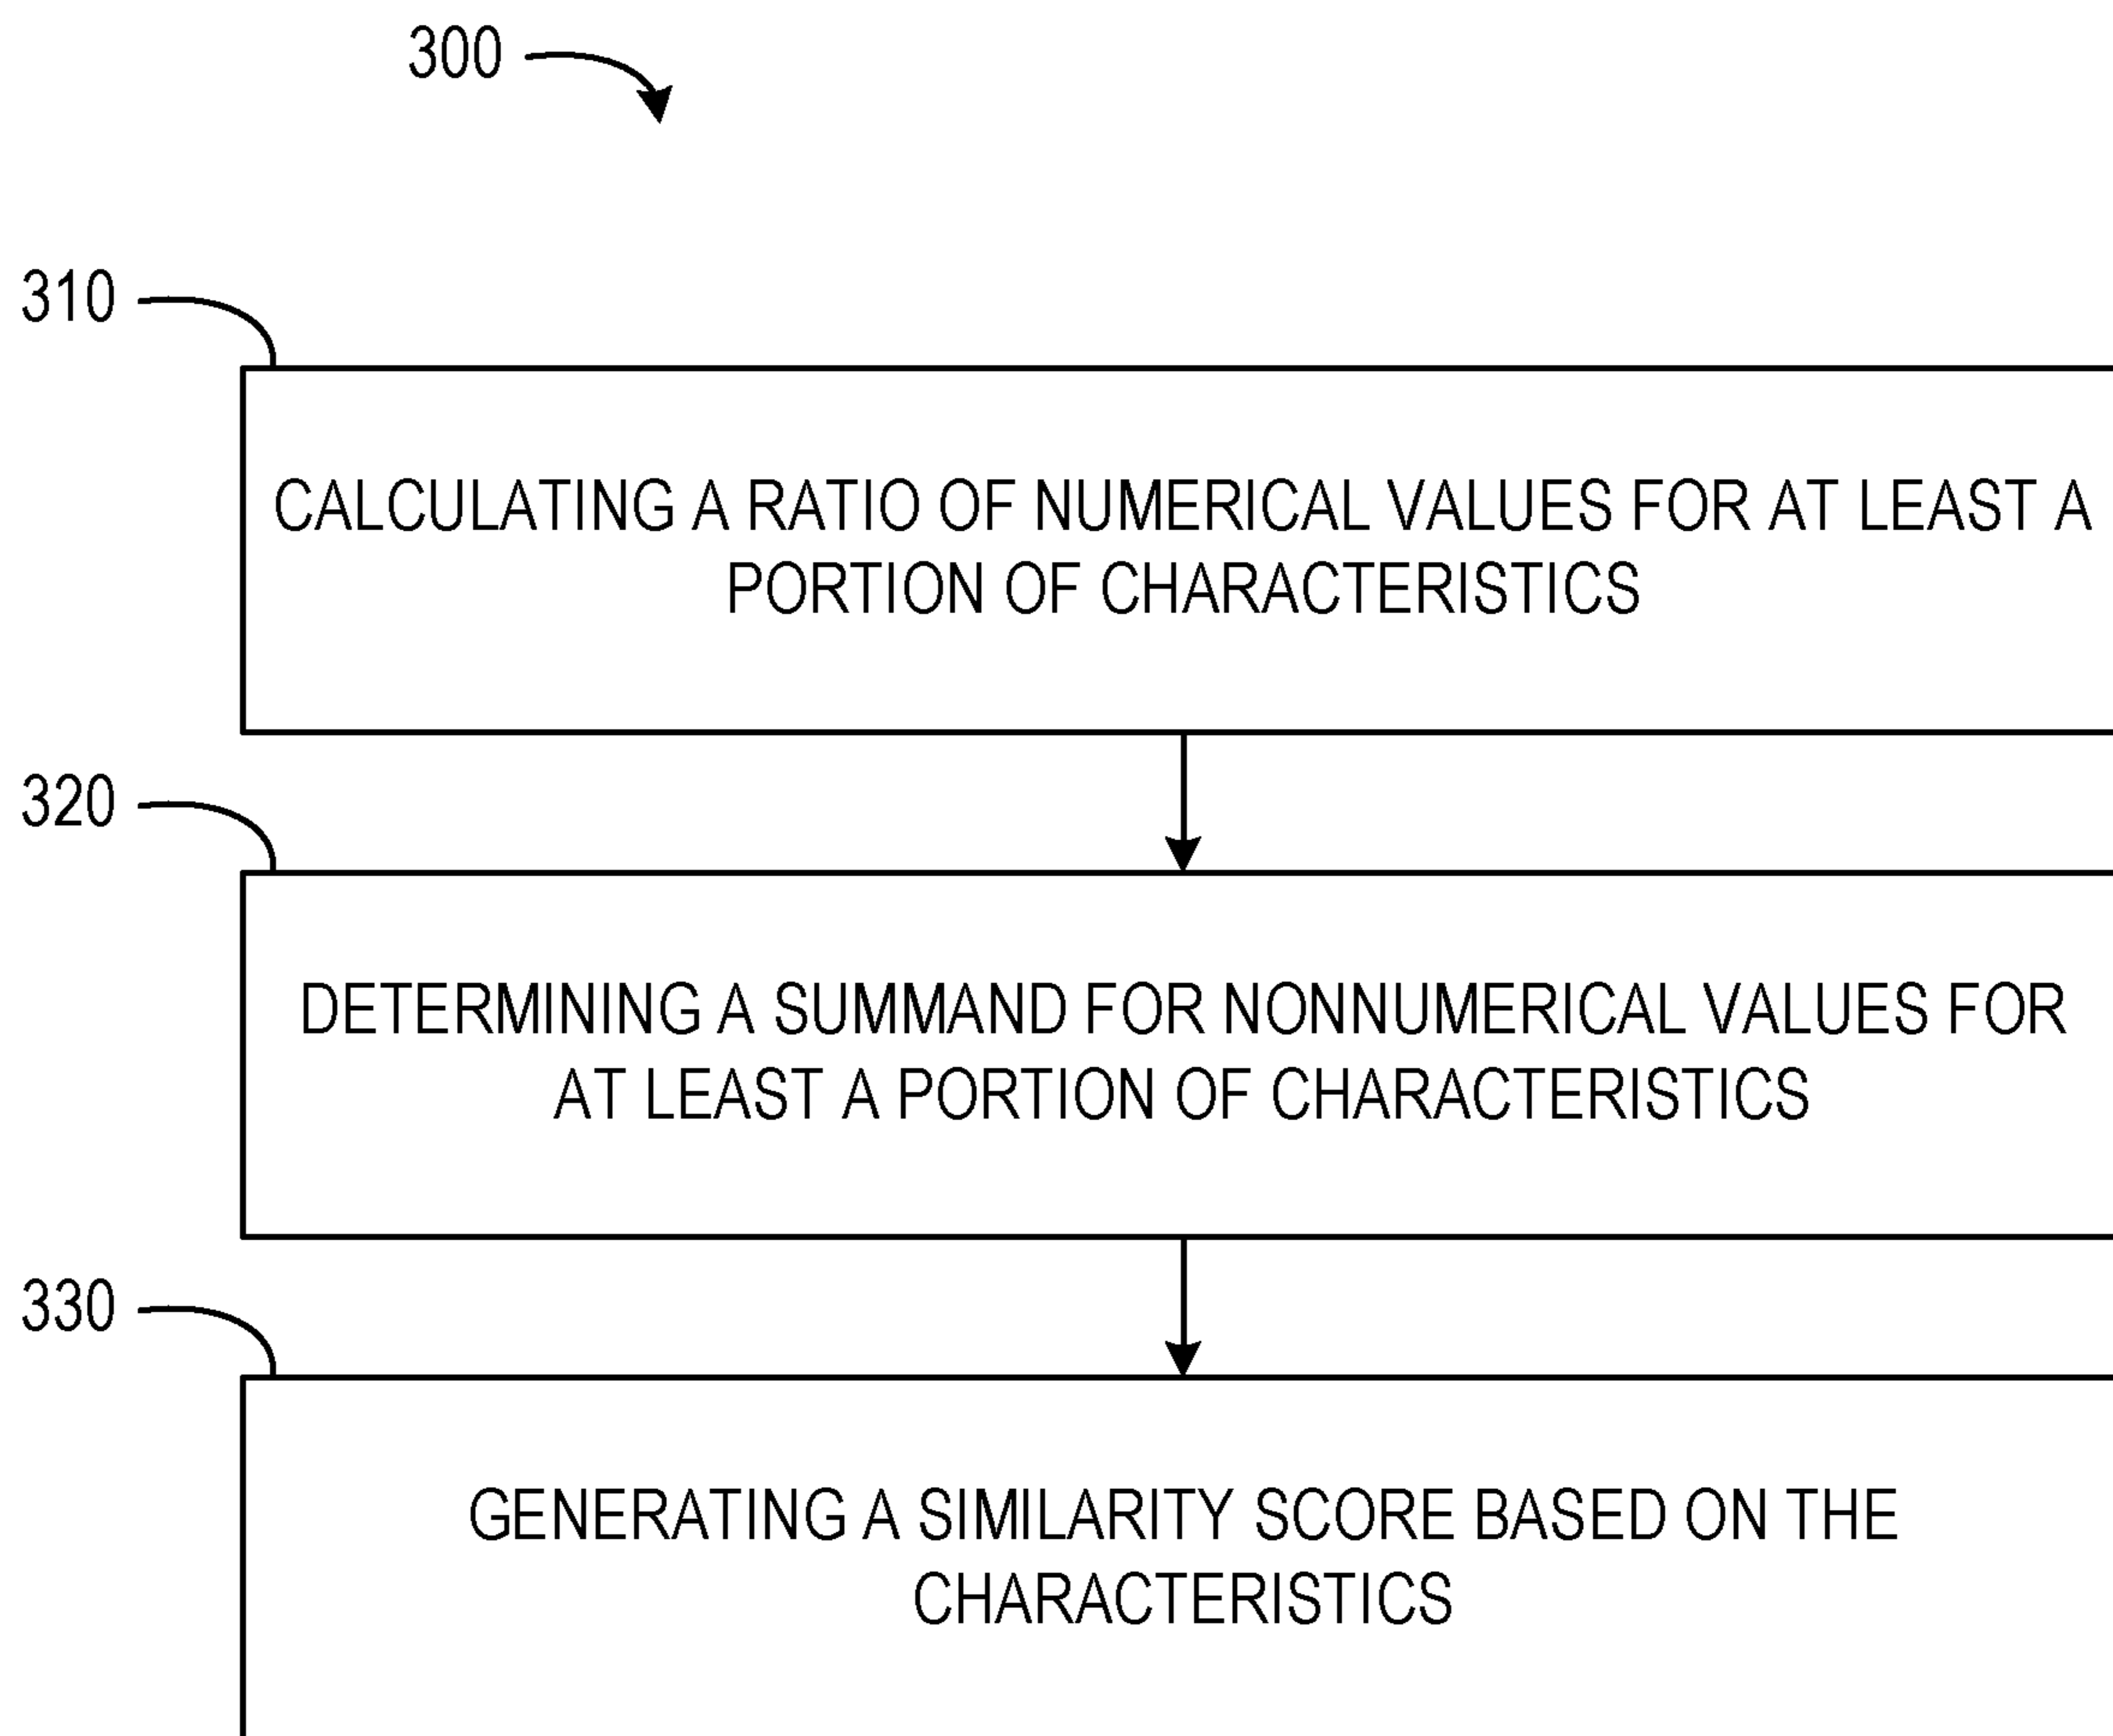 300
310
CALCULATING A RATIO OF NUMERICAL VALUES FOR AT LEAST A
PORTION OF CHARACTERISTICS
320
DETERMINING A SUMMAND FOR NONNUMERICAL VALUES FOR
AT LEAST A PORTION OF CHARACTERISTICS
330
GENERATING A SIMILARITY SCORE BASED ON THE
CHARACTERISTICS